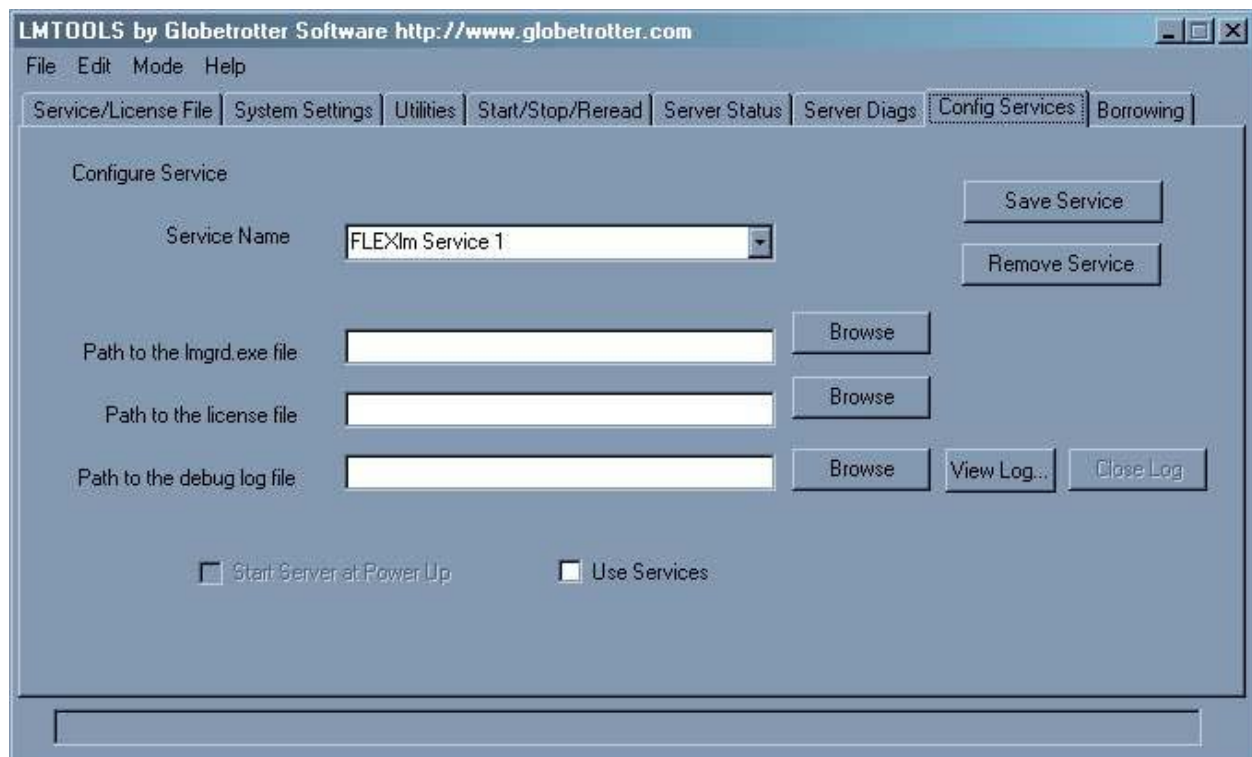 LMTOOLS by Globetrotter Software http://www.globetrotter.com
File Edit Mode Help
Service/License File System Settings Utilities Start/Stop/Reread Server Status Server Diags Config Services Borrowing
Configure Service
Save Service
Service Name FLEXlm Service 1
Remove Service
Path to the lmgrd.exe file Browse
Path to the license file Browse
Path to the debug log file Browse View Log... Close Log
Start Server at Power Up Use Services